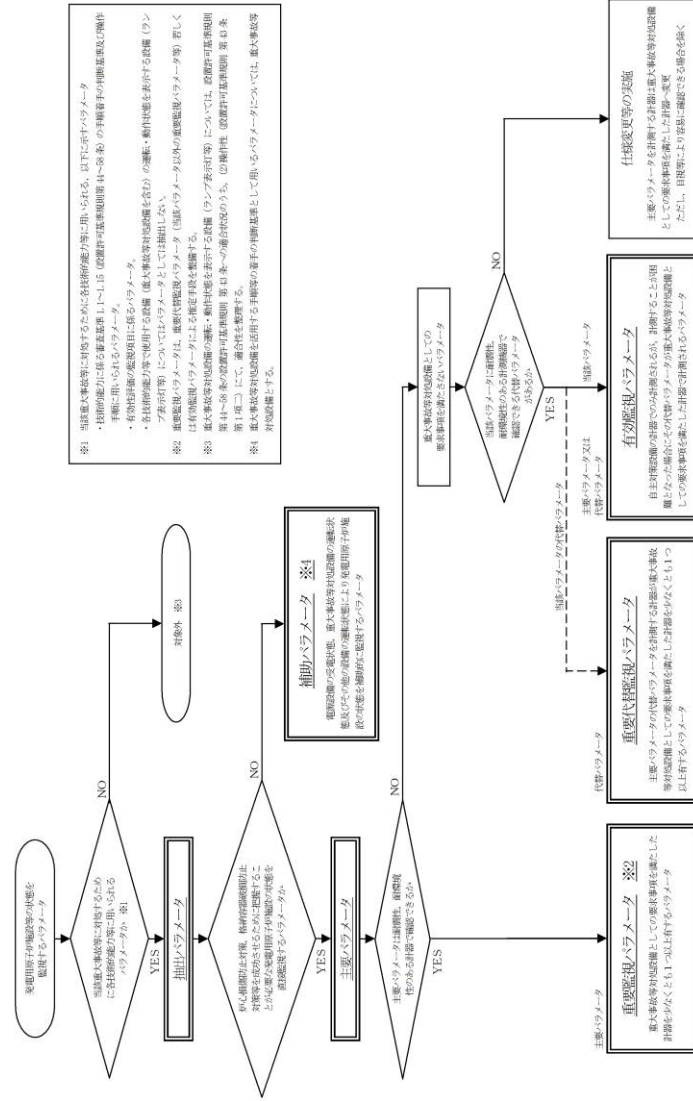 発電用原子炉施設等の状態を
監視するパラメータ
当該重大事故等に対処するため
に各技術的能力等に用いられる
パラメータか ※1
NO
対象外 ※3
YES
抽出パラメータ
炉心損傷防止対策，格納容器破損防止
対策等を成功させるために把握するこ
とが必要な発電用原子炉施設の状態を
直接監視するパラメータか
NO
補助パラメータ ※4
電源設備の受電状態，重大事故等対処設備の運転状
態及びその他の設備の運転状態により発電用原子炉施
設の状態を補助的に監視するパラメータ
YES
主要パラメータ
主要パラメータは耐震性，耐環境
性のある計器で確認できるか
NO
YES
重大事故等対処設備としての
要求事項を満たさないパラメータ
当該パラメータに耐震性，
耐環境性のある計測機器で
確認できる代替パラメータ
があるか
NO
YES
当該パラメータの代替パラメータ
主要パラメータ
重要監視パラメータ ※2
重大事故等対処設備としての要求事項を満たした
計器を少なくとも1つ以上有するパラメータ
代替パラメータ
重要代替監視パラメータ
主要パラメータの代替パラメータを計測する計器が重大事故
等対処設備としての要求事項を満たした計器を少なくとも1つ
以上有するパラメータ
主要パラメータ又は
代替パラメータ
当該パラメータ
有効監視パラメータ
自主対策設備の計器でのみ計測されるが，計測することが困
難となった場合にその代替パラメータが重大事故等対処設備と
しての要求事項を満たした計器で計測されるパラメータ
仕様変更等の実施
主要パラメータを計測する計器は重大事故等対処設備
としての要求事項を満たした計器へ変更
ただし，目視等により容易に確認できる場合を除く
※1 当該重大事故等に対処するために各技術的能力等に用いられる，以下に示すパラメータ
・技術的能力に係る審査基準 1.1～1.15（設置許可基準規則第 44～58 条）の手順着手の判断基準及び操作
手順に用いられるパラメータ。
・有効性評価の監視項目に係るパラメータ。
・各技術的能力等で使用する設備（重大事故等対処設備を含む）の運転・動作状態を表示する設備（ラン
プ表示灯等）についてはパラメータとしては抽出しない。
※2 重要監視パラメータは，重要代替監視パラメータ（当該パラメータ以外の重要監視パラメータ等）若しく
は有効監視パラメータによる推定手段を整備する。
※3 重大事故等対処設備の運転・動作状態を表示する設備（ランプ表示灯等）については，設置許可基準規則
第 44～58 条の設置許可基準規則 第 43 条への適合状況のうち，(2)操作性（設置許可基準規則 第 43 条
第 1 項二）にて，適合性を整理する。
※4 重大事故等対処設備を活用する手順等の着手の判断基準として用いるパラメータについては，重大事故等
対処設備とする。